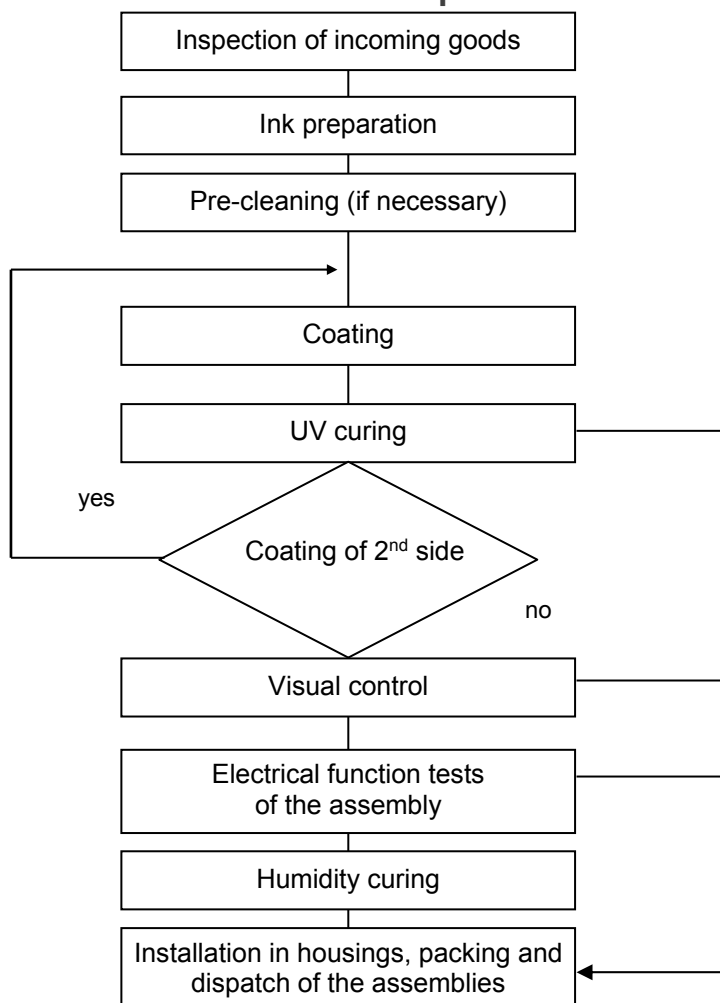 Inspection of incoming goods
Ink preparation
Pre-cleaning (if necessary)
Coating
UV curing
yes
Coating of 2nd side
no
Visual control
Electrical function tests
of the assembly
Humidity curing
Installation in housings, packing and
dispatch of the assemblies